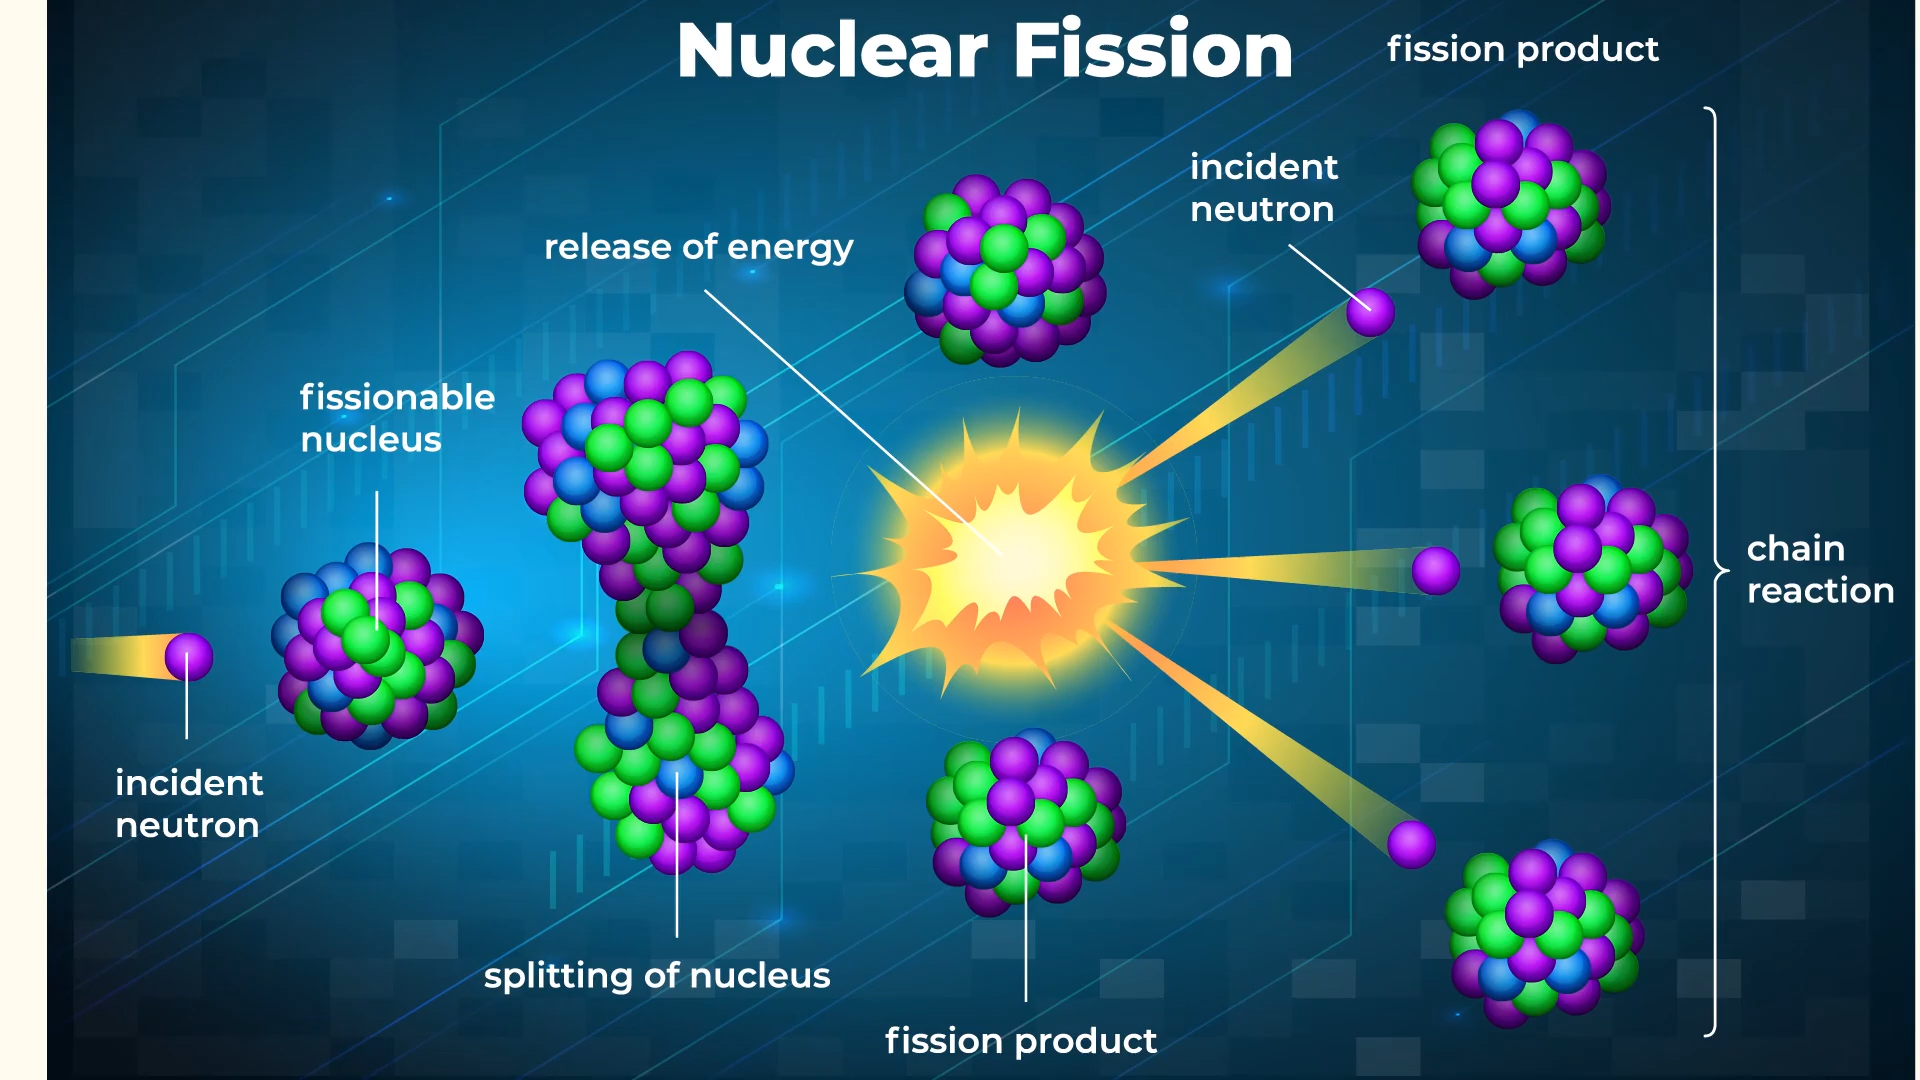 Nuclear Fission
fission product
incident
neutron
release of energy
fissionable
nucleus
chain
reaction
incident
neutron
splitting of nucleus
fission product